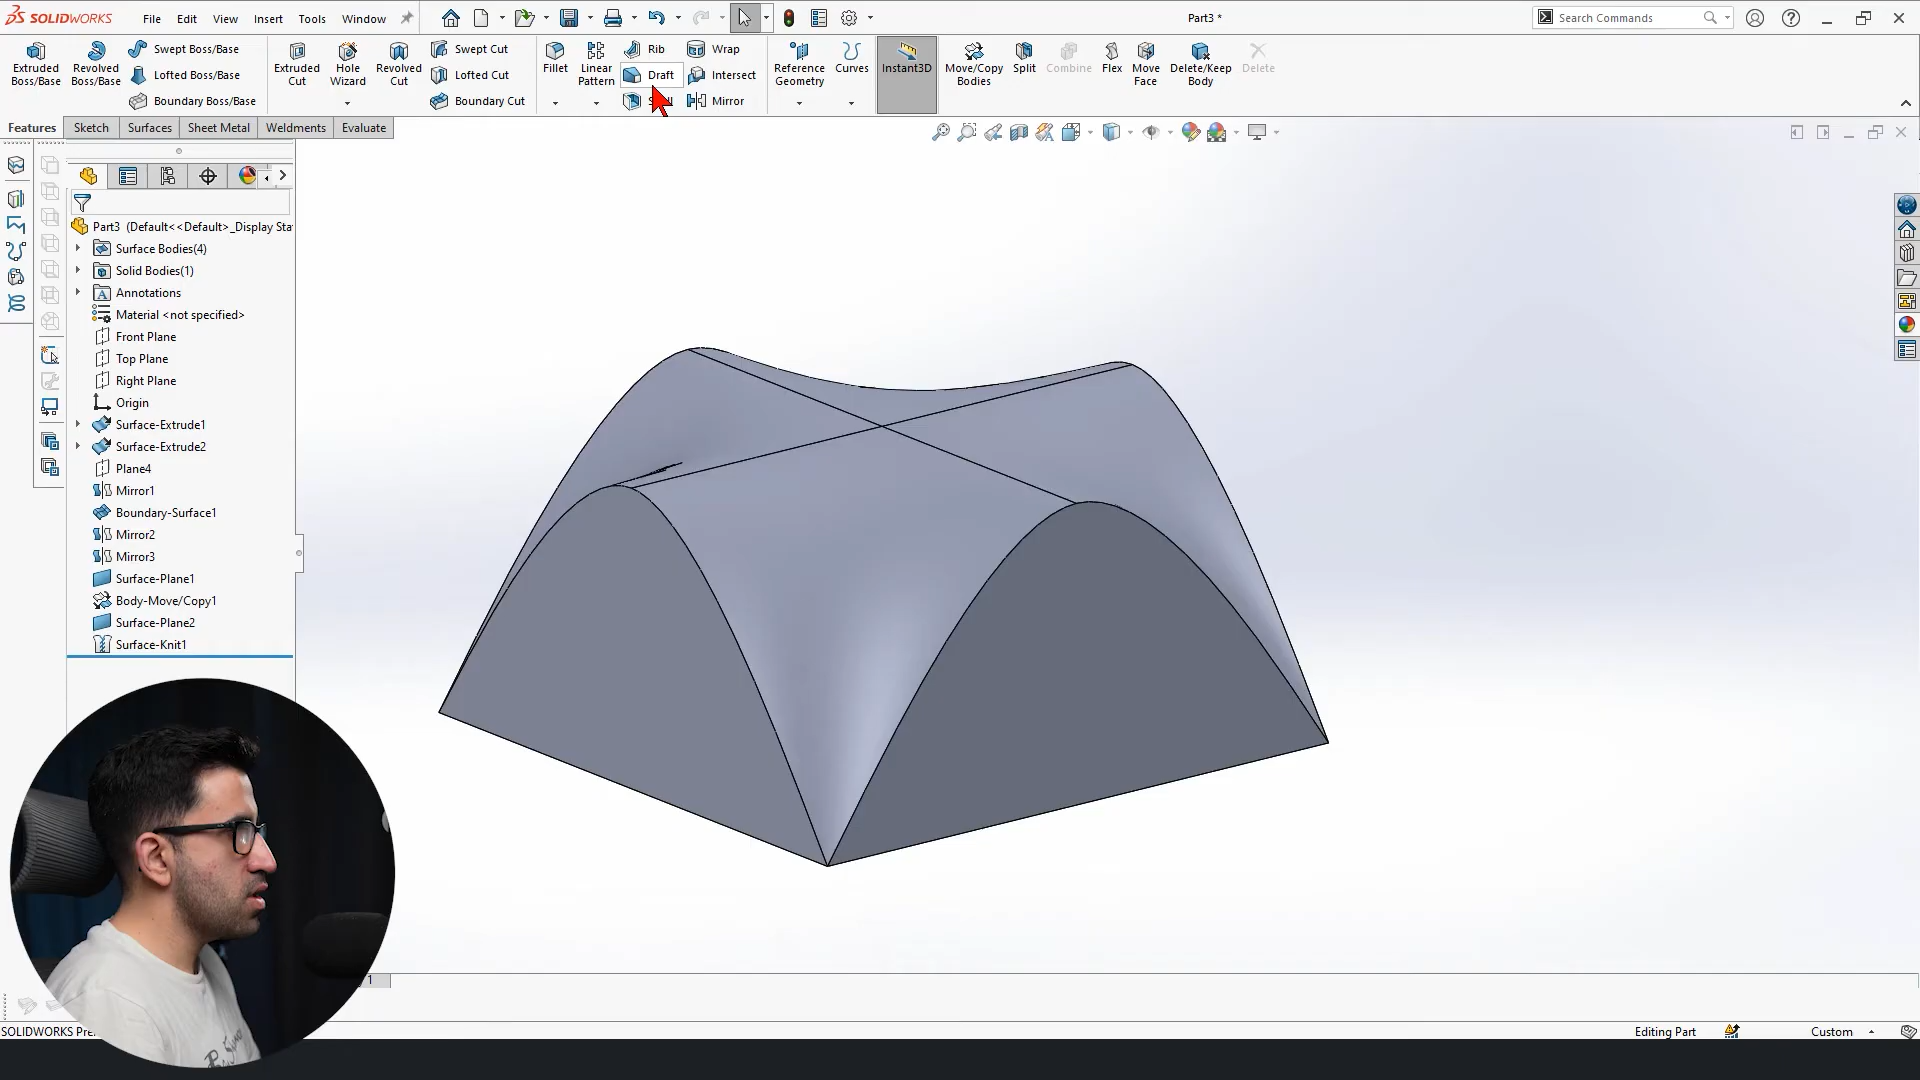 SOLIDWORKS
File Edit View Insert Tools Window
Part3 *
Search Commands
Extruded Boss/Base
Revolved Boss/Base
Swept Boss/Base
Lofted Boss/Base
Boundary Boss/Base
Extruded Cut
Hole Wizard
Revolved Cut
Swept Cut
Lofted Cut
Boundary Cut
Fillet
Linear Pattern
Rib
Draft
Wrap
Intersect
Mirror
Reference Geometry
Curves
Instant3D
Move/Copy Bodies
Split
Combine
Flex
Move Face
Delete/Keep Body
Delete
Features Sketch Surfaces Sheet Metal Weldments Evaluate
Part3 (Default<<Default>_Display Sta
Surface Bodies(4)
Solid Bodies(1)
Annotations
Material <not specified>
Front Plane
Top Plane
Right Plane
Origin
Surface-Extrude1
Surface-Extrude2
Plane4
Mirror1
Boundary-Surface1
Mirror2
Mirror3
Surface-Plane1
Body-Move/Copy1
Surface-Plane2
Surface-Knit1
1
SOLIDWORKS Pre
Editing Part
Custom